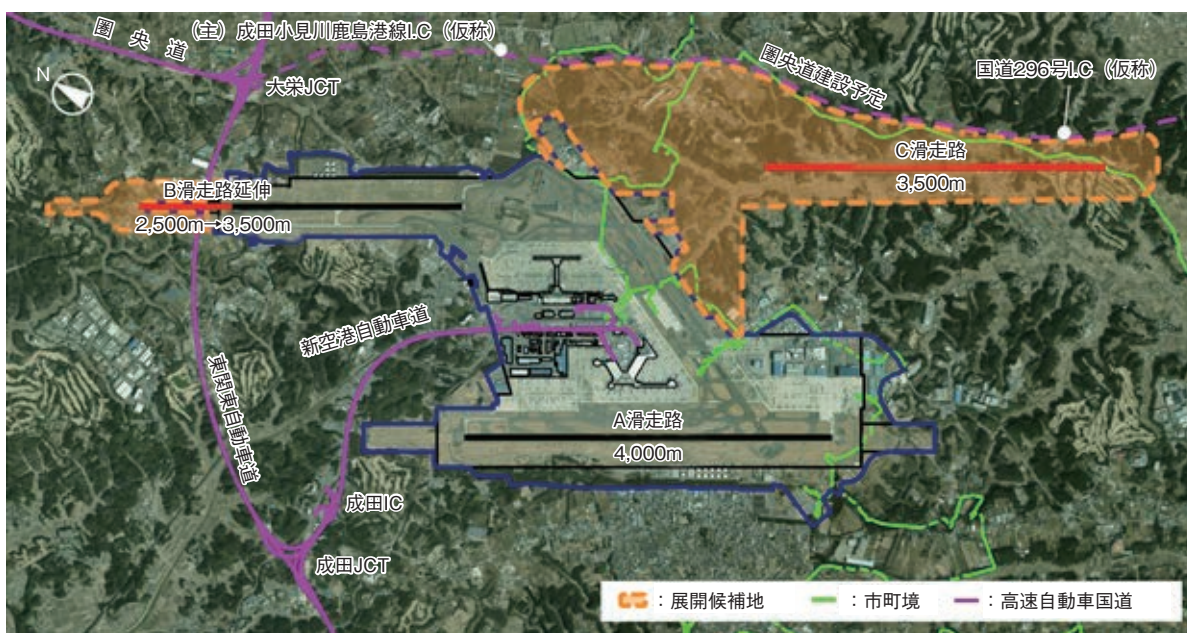 圏央道
(主)成田小見川鹿島港線I.C(仮称)
圏央道建設予定
国道296号I.C(仮称)
N
大栄JCT
C滑走路
3,500m
B滑走路延伸
2,500m→3,500m
新空港自動車道
東関東自動車道
A滑走路
4,000m
成田IC
成田JCT
:展開候補地
:市町境
:高速自動車国道